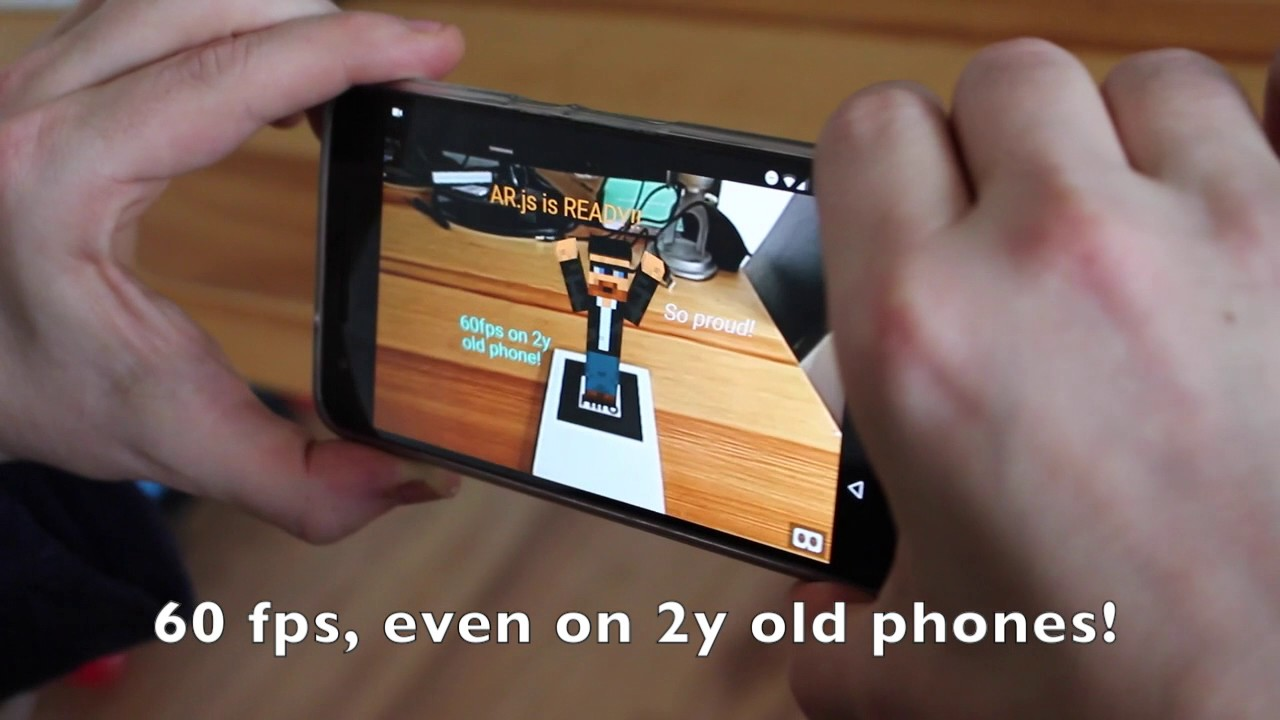 AR.js is READY!!
60fps on 2y
old phone!
So proud!
60 fps, even on 2y old phones!